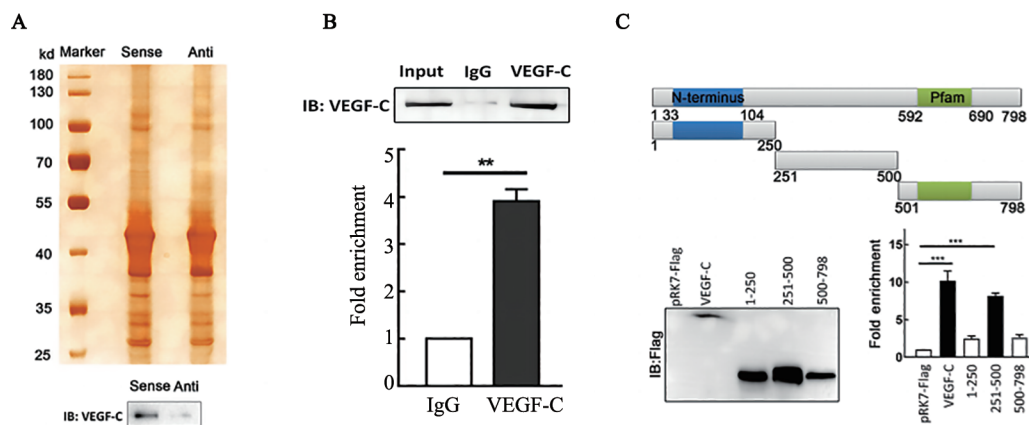 A
kd Marker Sense Anti
180
130
100
70
55
40
35
25
Sense Anti
IB: VEGF-C
B
Input IgG VEGF-C
IB: VEGF-C
Fold enrichment
5
4
3
2
1
0
**
IgG VEGF-C
C
N-terminus Pfam
1 33 104 592 690 798
1 250
251 500
501 798
pRK7-Flag
VEGF-C
1-250
251-500
500-798
IB:Flag
Fold enrichment
15
10
5
0
***
***
pRK7-Flag
VEGF-C
1-250
251-500
500-798